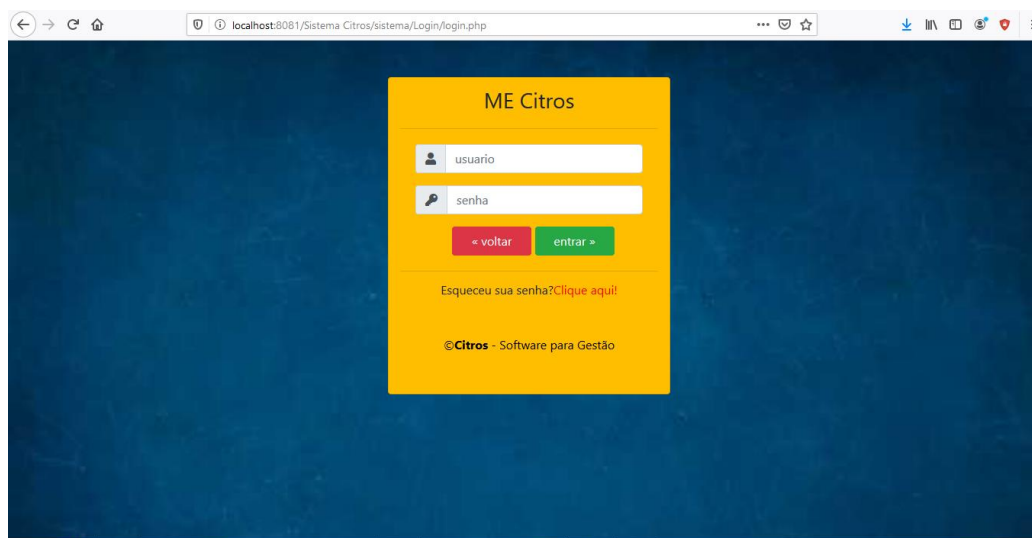 localhost:8081/Sistema Citros/sistema/Login/login.php
ME Citros
usuario
senha
« voltar
entrar »
Esqueceu sua senha?Clique aqui!
©Citros - Software para Gestão